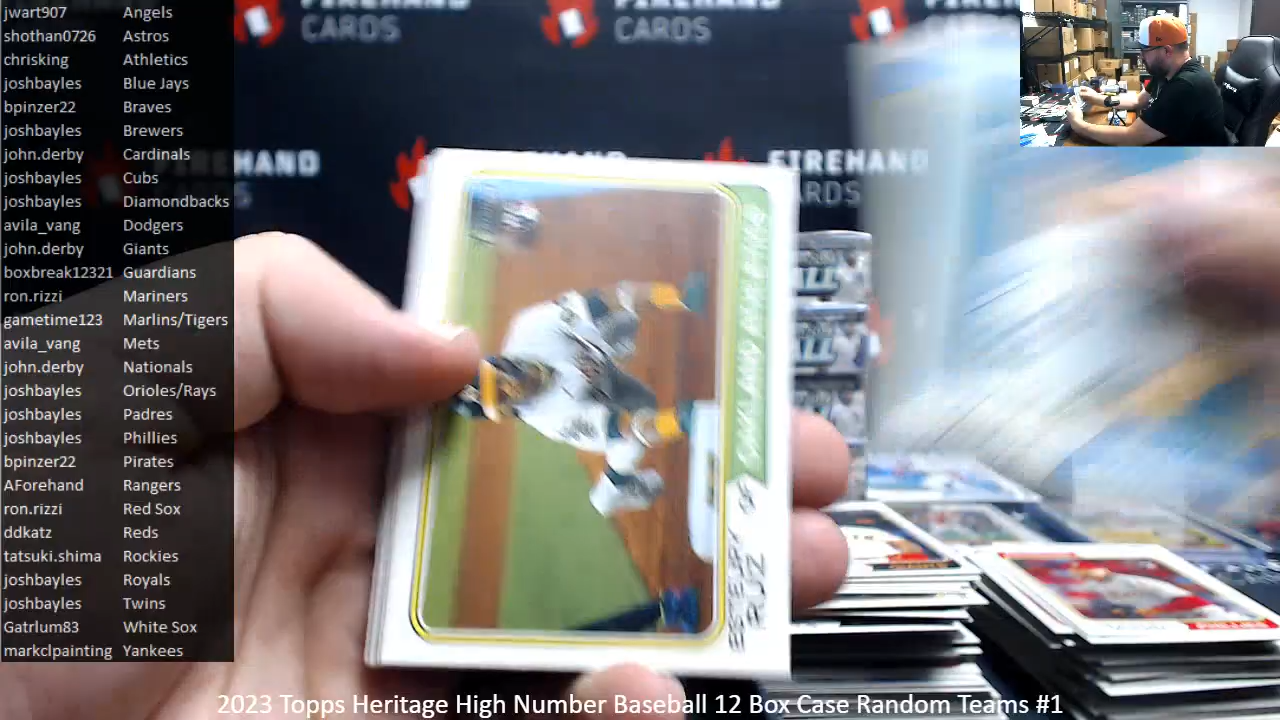 jwart907 Angels
shothan0726 Astros
chrisking Athletics
joshbayles Blue Jays
bpinzer22 Braves
joshbayles Brewers
john.derby Cardinals
joshbayles Cubs
joshbayles Diamondbacks
avila_vang Dodgers
john.derby Giants
boxbreak12321 Guardians
ron.rizzi Mariners
gametime123 Marlins/Tigers
avila_vang Mets
john.derby Nationals
joshbayles Orioles/Rays
joshbayles Padres
joshbayles Phillies
bpinzer22 Pirates
AForehand Rangers
ron.rizzi Red Sox
ddkatz Reds
tatsuki.shima Rockies
joshbayles Royals
joshbayles Twins
Gatrlum83 White Sox
markclpainting Yankees
CARDS
CARDS
FIREHAND
CARDS
ESTEURY
RUIZ
2023 Topps Heritage High Number Baseball 12 Box Case Random Teams #1